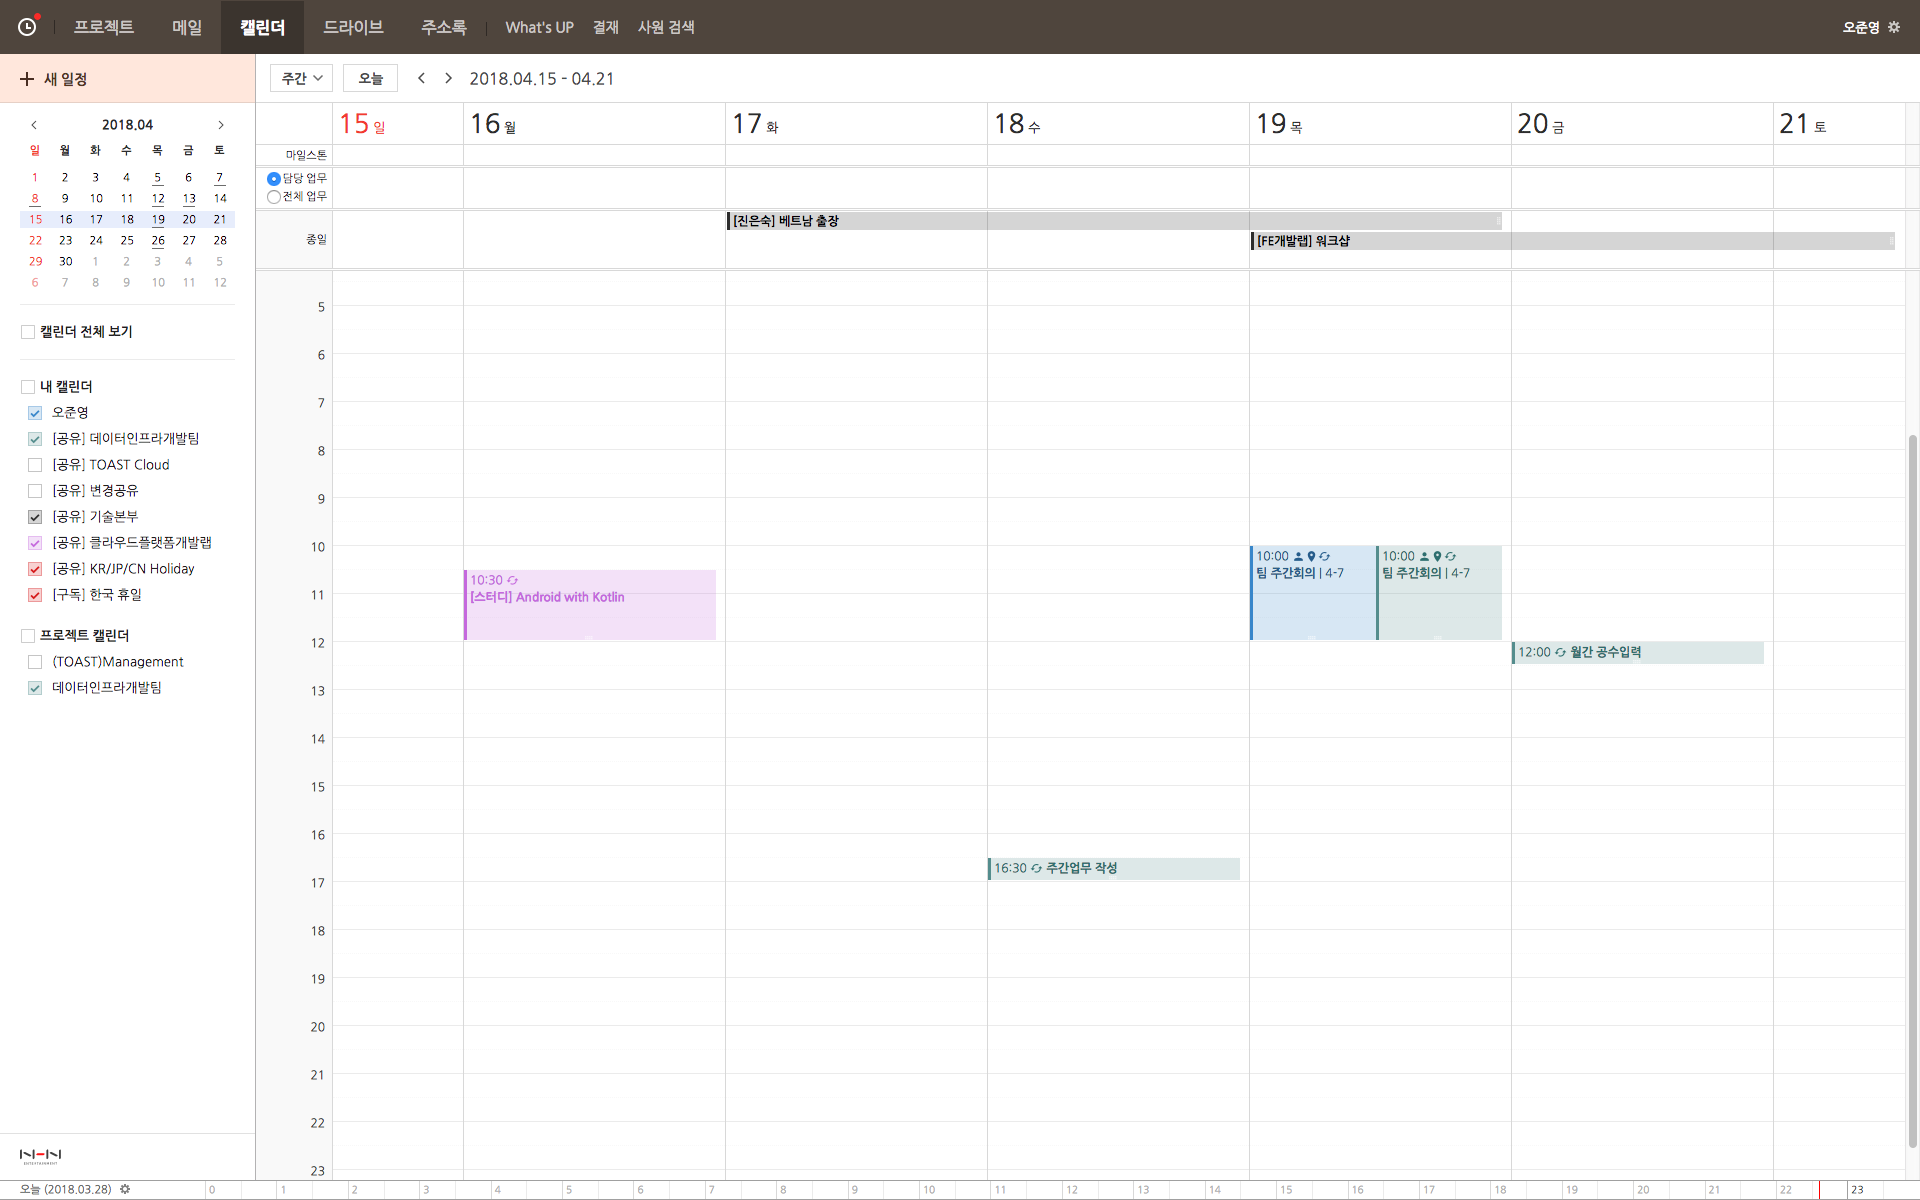 프로젝트 메일 캘린더 드라이브 주소록 What's UP 결재 사원 검색 오준영
새 일정
주간 오늘 2018.04.15 - 04.21
2018.04
일 월 화 수 목 금 토
1 2 3 4 5 6 7
8 9 10 11 12 13 14
15 16 17 18 19 20 21
22 23 24 25 26 27 28
29 30 1 2 3 4 5
6 7 8 9 10 11 12
캘린더 전체 보기
내 캘린더
오준영
[공유] 데이터인프라개발팀
[공유] TOAST Cloud
[공유] 변경공유
[공유] 기술본부
[공유] 클라우드플랫폼개발랩
[공유] KR/JP/CN Holiday
[구독] 한국 휴일
프로젝트 캘린더
(TOAST)Management
데이터인프라개발팀
15 일 16 월 17 화 18 수 19 목 20 금 21 토
마일스톤
담당 업무
전체 업무
종일
[진은숙] 베트남 출장
[FE개발랩] 워크샵
5
6
7
8
9
10
11
12
13
14
15
16
17
18
19
20
21
22
23
10:30
[스터디] Android with Kotlin
16:30 주간업무 작성
10:00
팀 주간회의 | 4-7
10:00
팀 주간회의 | 4-7
12:00 월간 공수입력
NHN
ENTERTAINMENT
오늘 (2018.03.28) 0 1 2 3 4 5 6 7 8 9 10 11 12 13 14 15 16 17 18 19 20 21 22 23